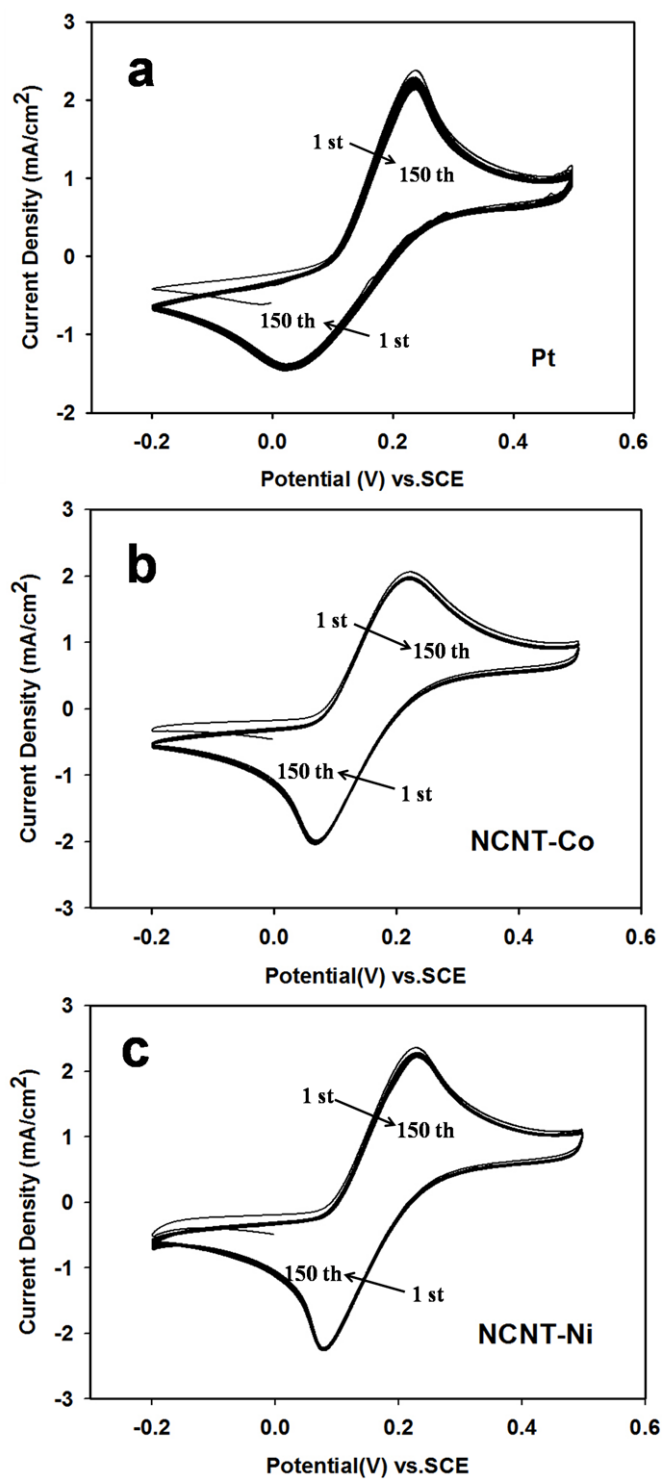 a
3
2
1
0
-1
-2
Current Density (mA/cm²)
1 st
150 th
150 th
1 st
Pt
-0.2 0.0 0.2 0.4 0.6
Potential (V) vs.SCE
b
3
2
1
0
-1
-2
-3
Current Density (mA/cm²)
1 st
150 th
150 th
1 st
NCNT-Co
-0.2 0.0 0.2 0.4 0.6
Potential(V) vs.SCE
c
3
2
1
0
-1
-2
-3
Current Density (mA/cm²)
1 st
150 th
150 th
1 st
NCNT-Ni
-0.2 0.0 0.2 0.4 0.6
Potential(V) vs.SCE